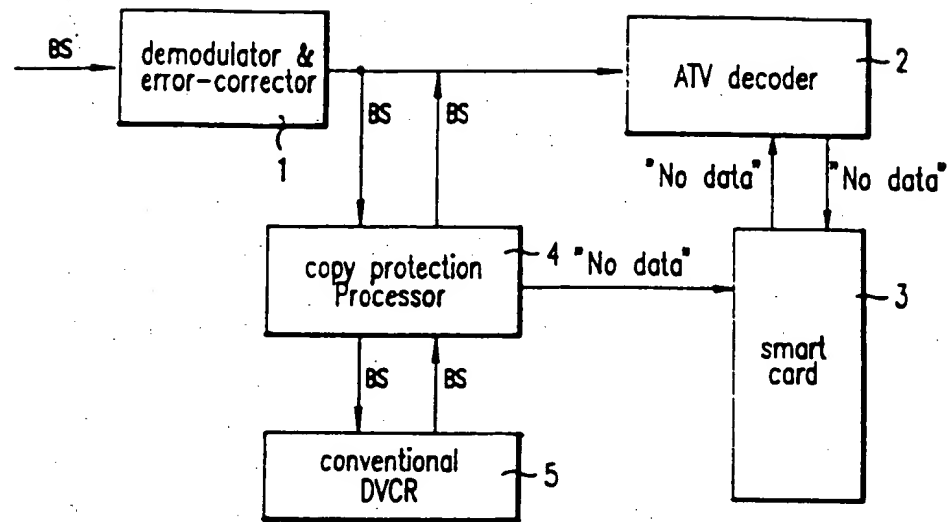 BS
demodulator &
error-corrector
1
ATV decoder
2
BS
BS
"No data"
"No data"
copy protection
Processor
4
"No data"
smart
card
3
BS
BS
conventional
DVCR
5